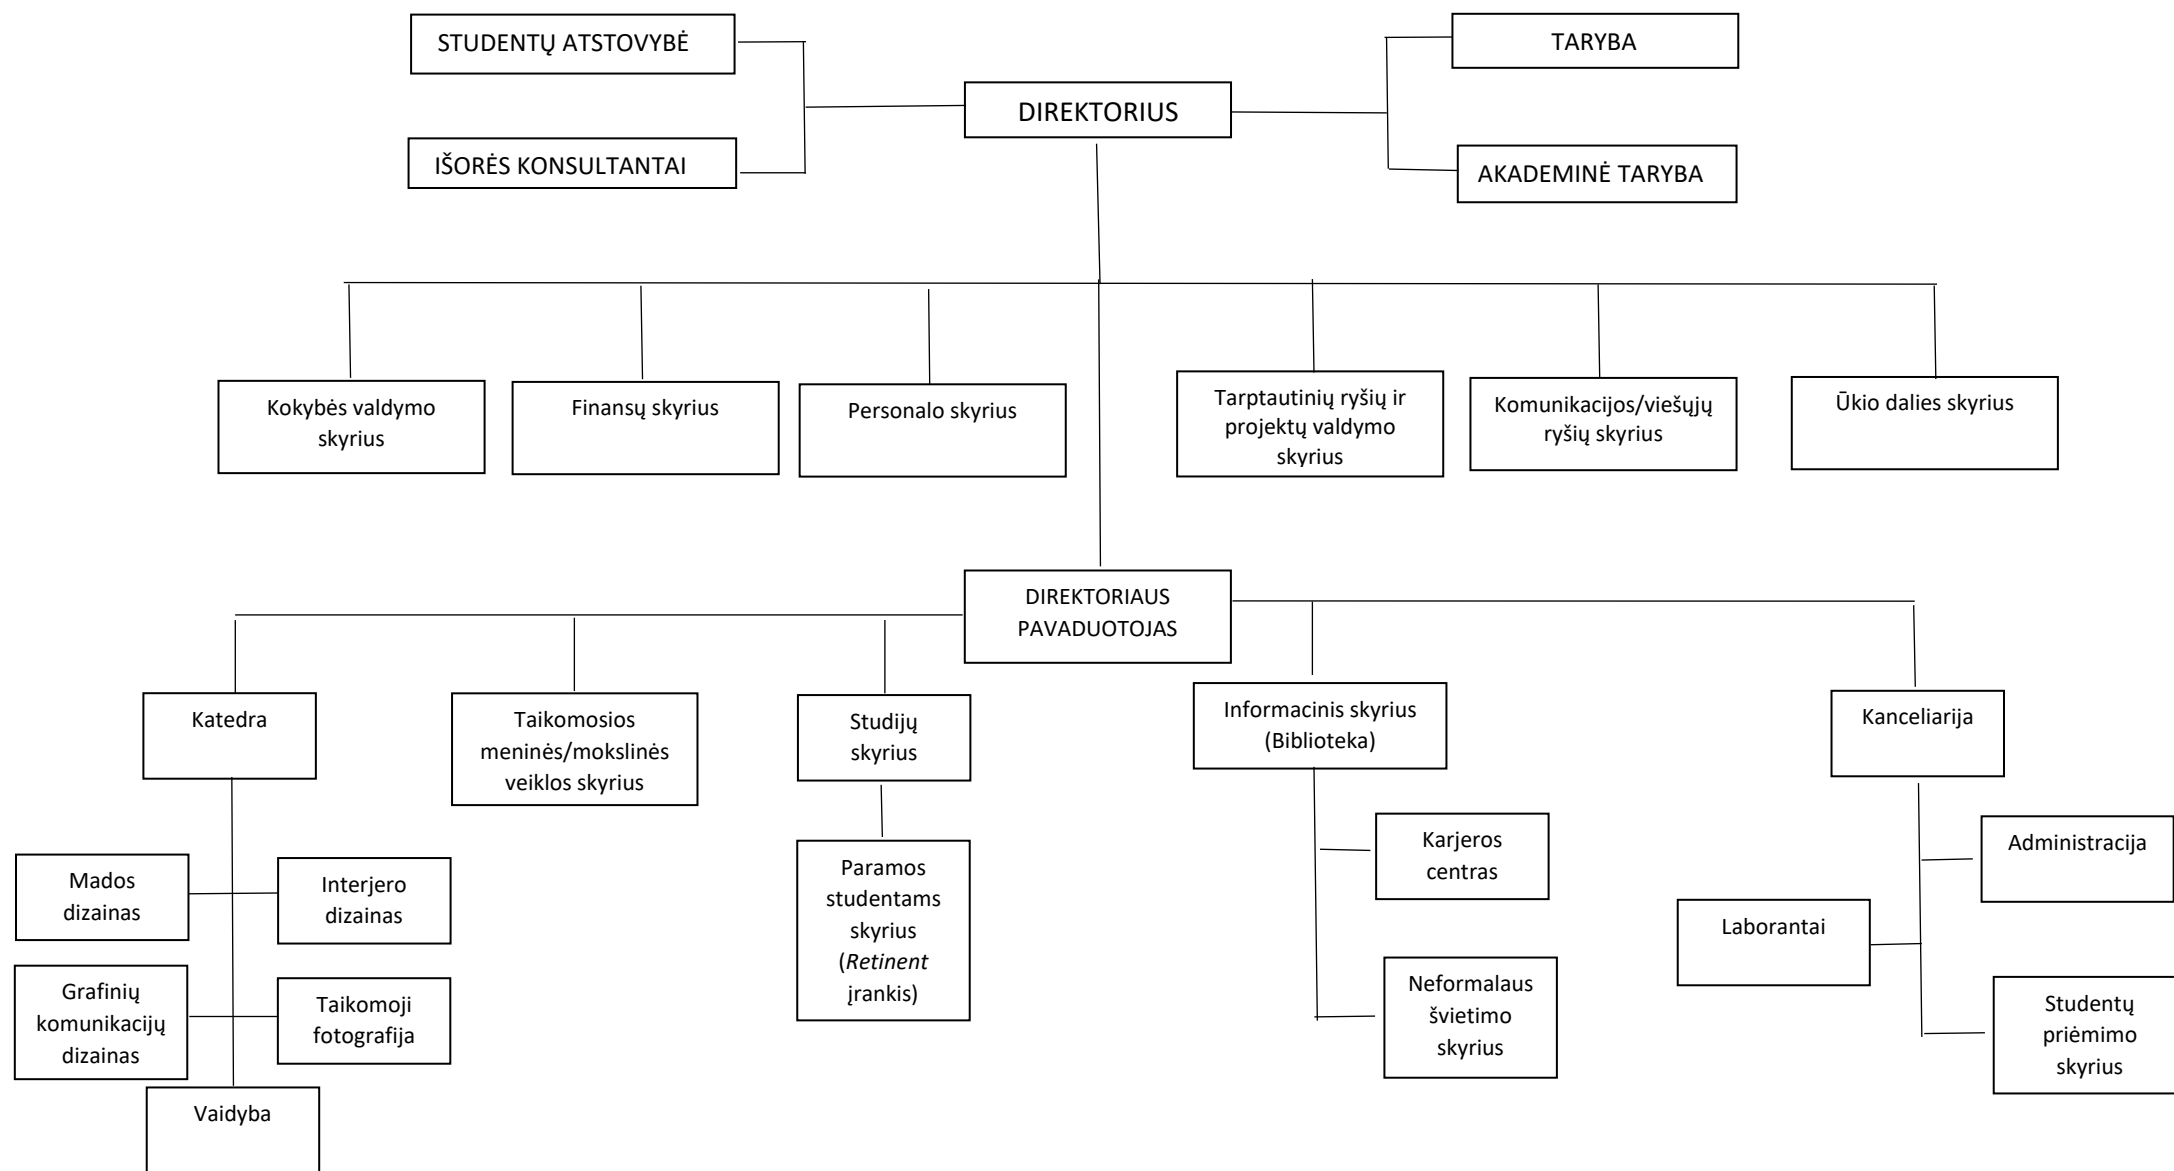 STUDENTŲ ATSTOVYBĖ
TARYBA
DIREKTORIUS
IŠORĖS KONSULTANTAI
AKADEMINĖ TARYBA
Kokybės valdymo
skyrius
Finansų skyrius
Personalo skyrius
Tarptautinių ryšių ir
projektų valdymo
skyrius
Komunikacijos/viešųjų
ryšių skyrius
Ūkio dalies skyrius
DIREKTORIAUS
PAVADUOTOJAS
Katedra
Taikomosios
meninės/mokslinės
veiklos skyrius
Studijų
skyrius
Informacinis skyrius
(Biblioteka)
Kanceliarija
Mados
dizainas
Interjero
dizainas
Grafinių
komunikacijų
dizainas
Taikomoji
fotografija
Vaidyba
Paramos
studentams
skyrius
(Retinent
įrankis)
Karjeros
centras
Neformalaus
švietimo
skyrius
Administracija
Laborantai
Studentų
priėmimo
skyrius